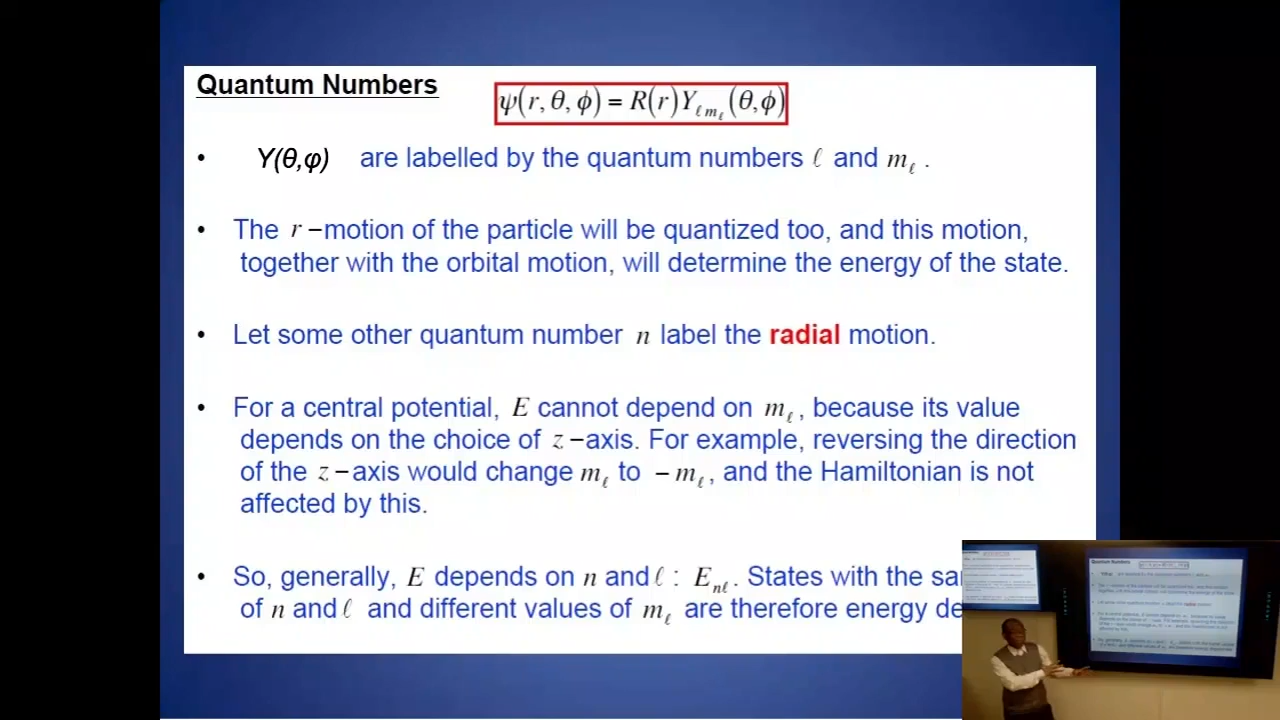 Quantum Numbers
ψ(r, θ, ϕ) = R(r)Y_{ℓ m_ℓ}(θ, ϕ)
• Y(θ,φ) are labelled by the quantum numbers ℓ and m_ℓ .
• The r – motion of the particle will be quantized too, and this motion,
together with the orbital motion, will determine the energy of the state.
• Let some other quantum number n label the radial motion.
• For a central potential, E cannot depend on m_ℓ, because its value
depends on the choice of z – axis. For example, reversing the direction
of the z – axis would change m_ℓ to – m_ℓ, and the Hamiltonian is not
affected by this.
• So, generally, E depends on n and ℓ : E_{nℓ}. States with the
of n and ℓ and different values of m_ℓ are therefore energy